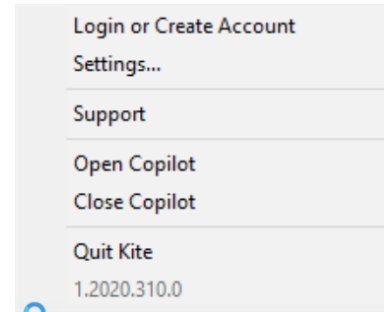 Login or Create Account
Settings...
Support
Open Copilot
Close Copilot
Quit Kite
1.2020.310.0